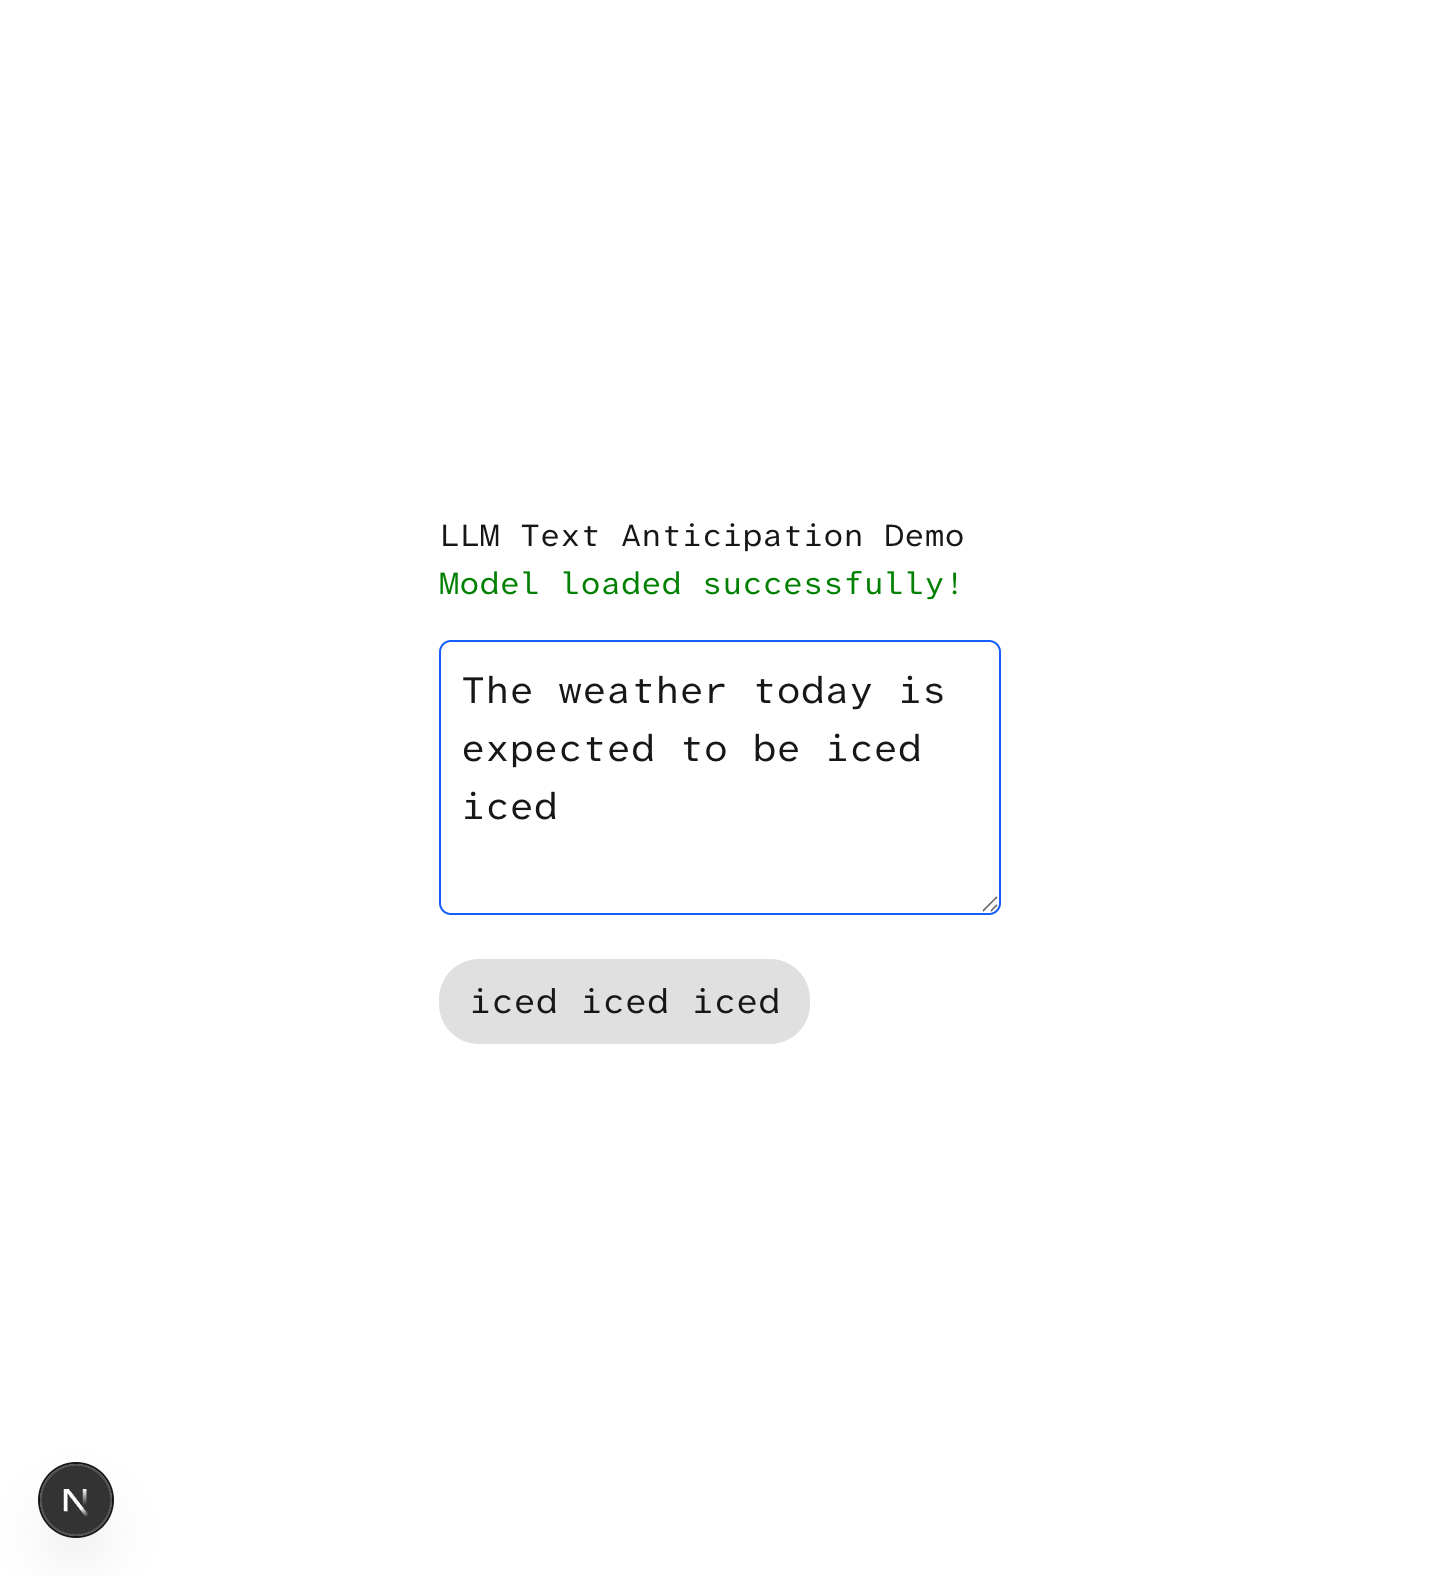 LLM Text Anticipation Demo
Model loaded successfully!
The weather today is
expected to be iced
iced
iced iced iced
N